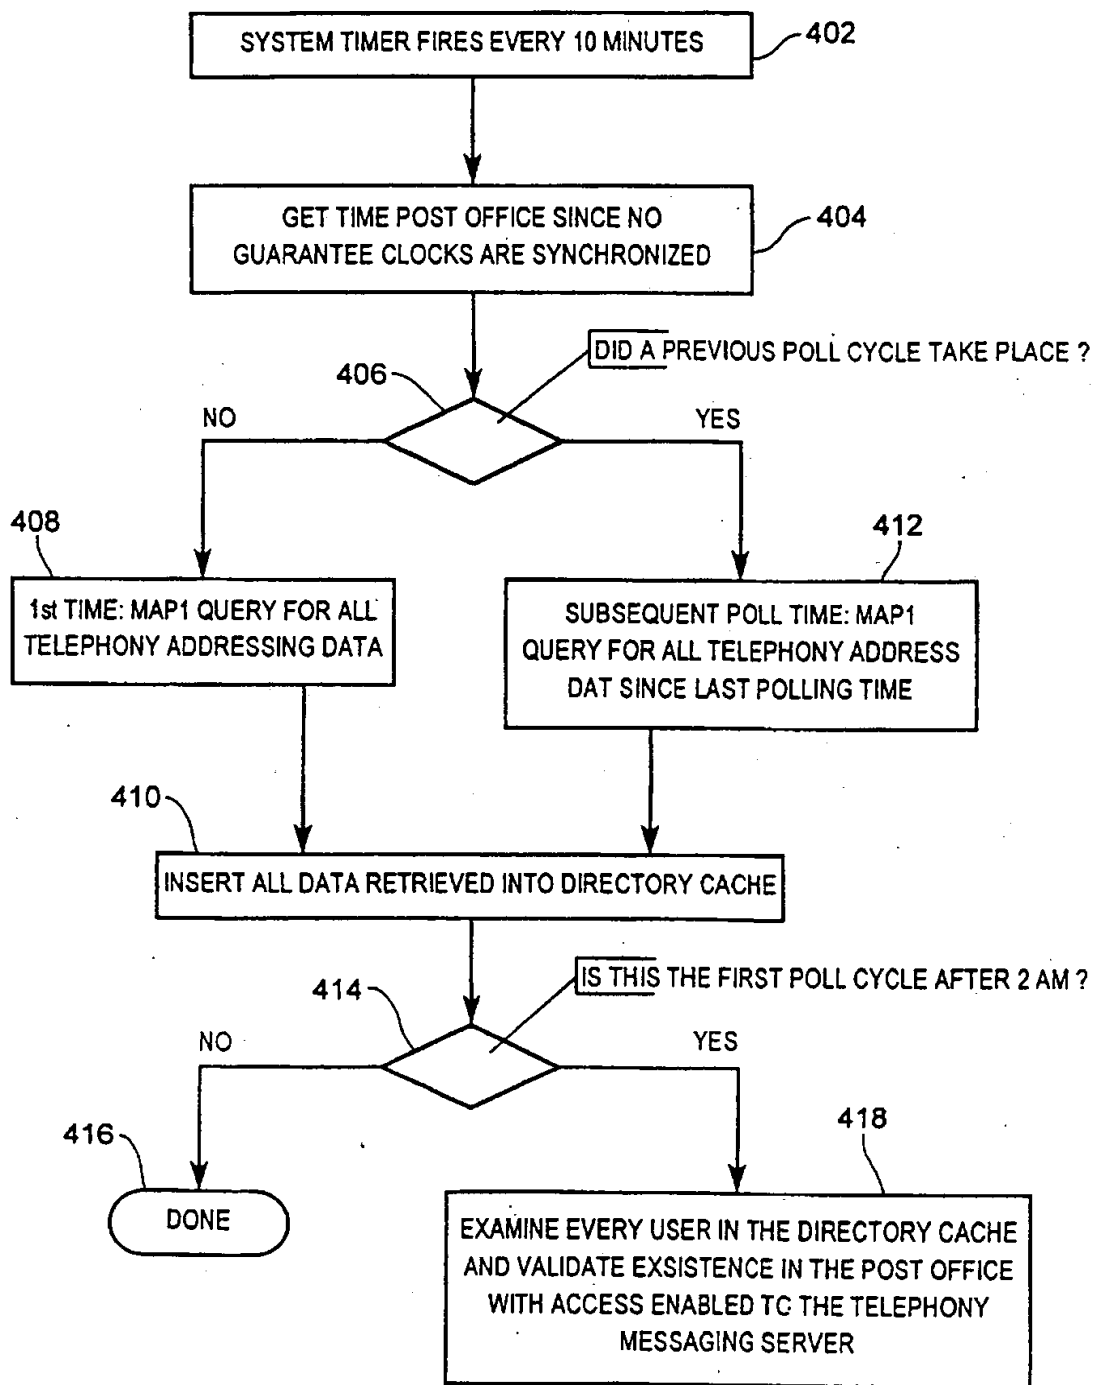 SYSTEM TIMER FIRES EVERY 10 MINUTES
402
GET TIME POST OFFICE SINCE NO
GUARANTEE CLOCKS ARE SYNCHRONIZED
404
DID A PREVIOUS POLL CYCLE TAKE PLACE ?
406
NO
YES
408
1st TIME: MAP1 QUERY FOR ALL
TELEPHONY ADDRESSING DATA
412
SUBSEQUENT POLL TIME: MAP1
QUERY FOR ALL TELEPHONY ADDRESS
DAT SINCE LAST POLLING TIME
410
INSERT ALL DATA RETRIEVED INTO DIRECTORY CACHE
IS THIS THE FIRST POLL CYCLE AFTER 2 AM ?
414
NO
YES
416
DONE
418
EXAMINE EVERY USER IN THE DIRECTORY CACHE
AND VALIDATE EXSISTENCE IN THE POST OFFICE
WITH ACCESS ENABLED TO THE TELEPHONY
MESSAGING SERVER